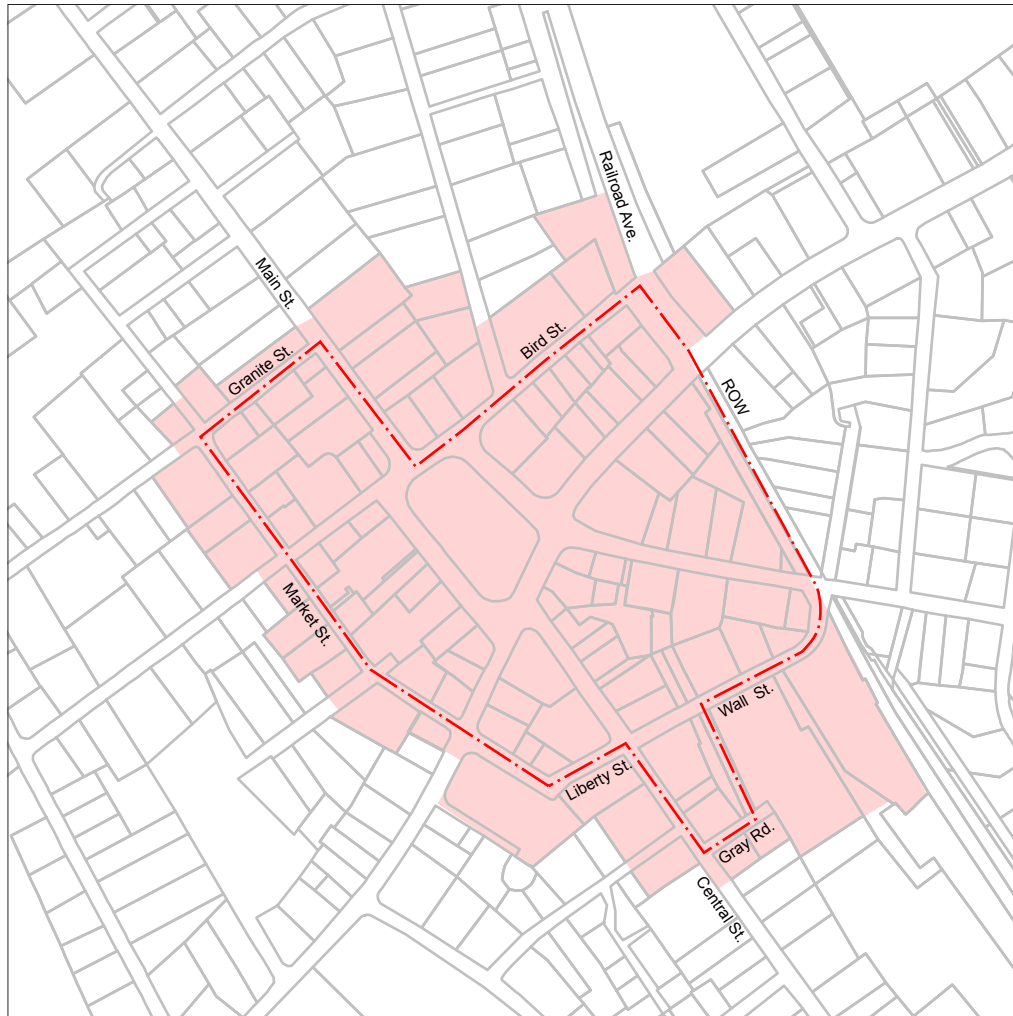 Railroad Ave.
Main St.
Bird St.
Granite St.
ROW
Market St.
Wall St.
Liberty St.
Gray Rd.
Central St.